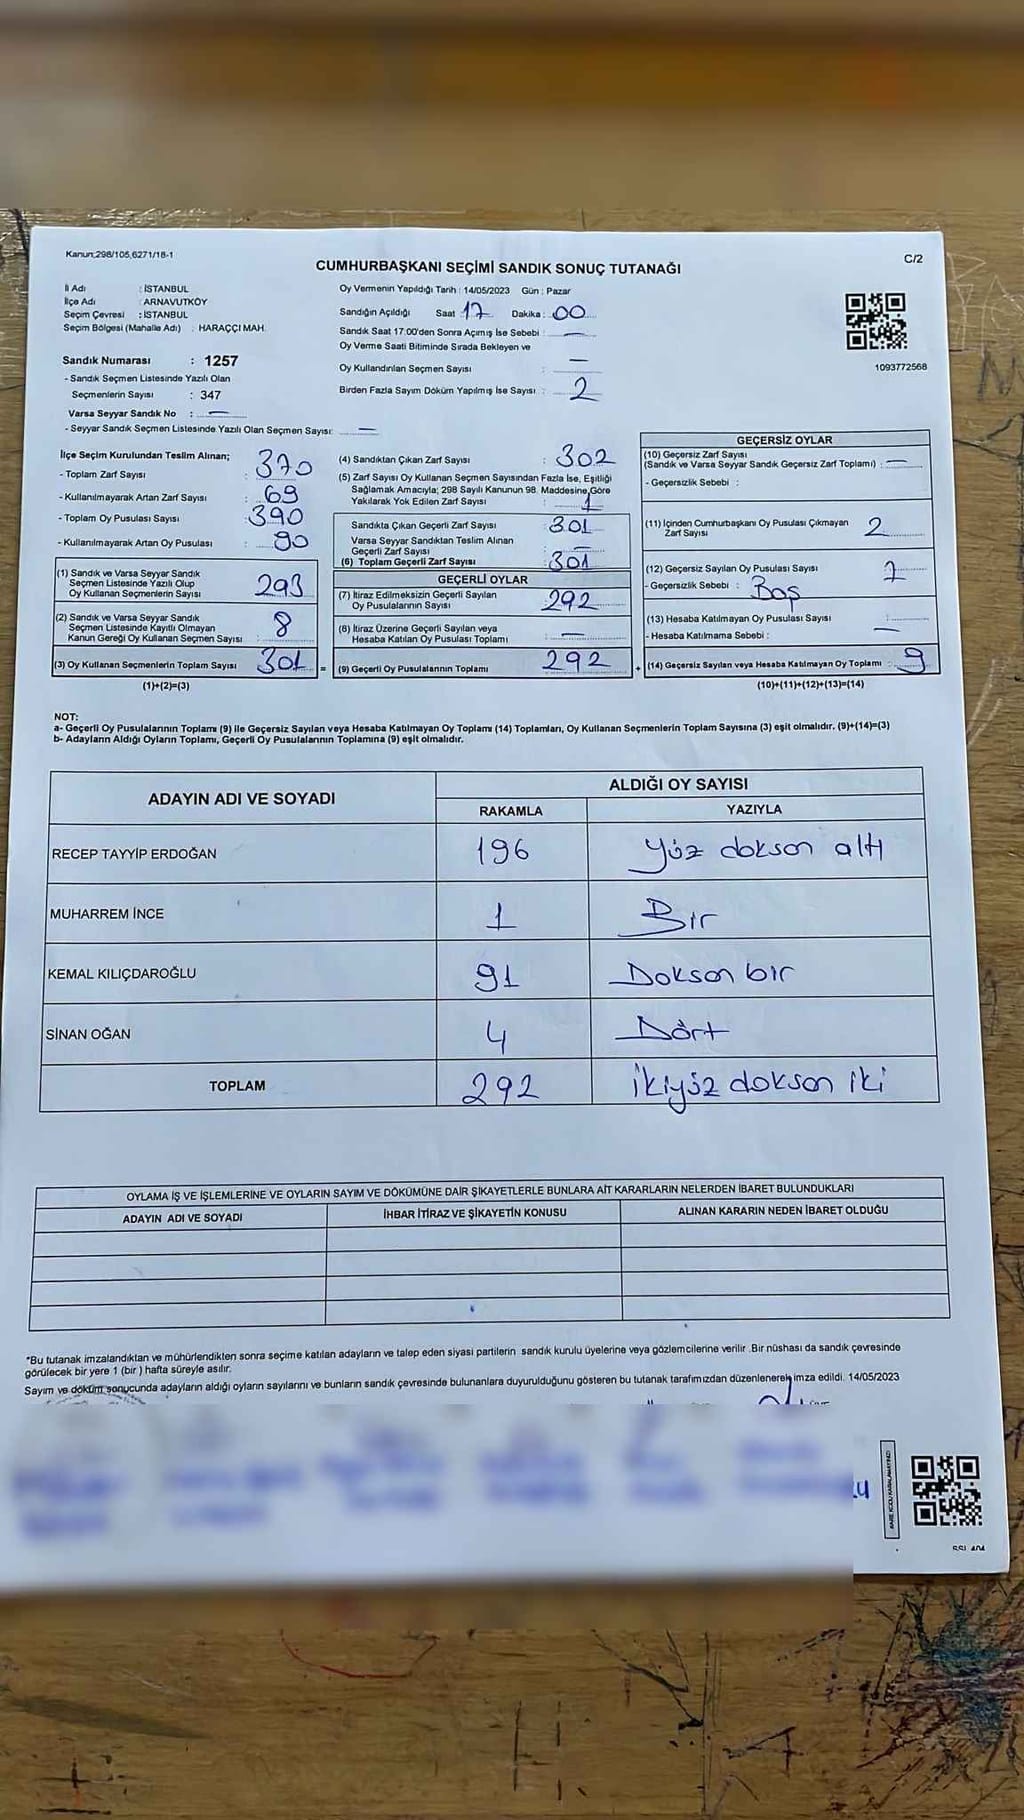 Kanun;298/105,6271/18-1
C/2
CUMHURBAŞKANI SEÇİMİ SANDIK SONUÇ TUTANAĞI
İl Adı : İSTANBUL
İlçe Adı : ARNAVUTKÖY
Seçim Çevresi : İSTANBUL
Seçim Bölgesi (Mahalle Adı) : HARAÇÇI MAH.
Sandık Numarası : 1257
- Sandık Seçmen Listesinde Yazılı Olan
Seçmenlerin Sayısı : 347
Varsa Seyyar Sandık No : —
- Seyyar Sandık Seçmen Listesinde Yazılı Olan Seçmen Sayısı: —
Oy Vermenin Yapıldığı Tarih : 14/05/2023 Gün : Pazar
Sandığın Açıldığı Saat : 17 Dakika : 00
Sandık Saat 17:00'den Sonra Açımış İse Sebebi : —
Oy Verme Saati Bitiminde Sırada Bekleyen ve
Oy Kullandırılan Seçmen Sayısı : —
Birden Fazla Sayım Döküm Yapılmış İse Sayısı : 2
1093772568
İlçe Seçim Kurulundan Teslim Alınan;
- Toplam Zarf Sayısı : 370
- Kullanılmayarak Artan Zarf Sayısı : 69
- Toplam Oy Pusulası Sayısı : 390
- Kullanılmayarak Artan Oy Pusulası : 90
(1) Sandık ve Varsa Seyyar Sandık
Seçmen Listesinde Yazılı Olup
Oy Kullanan Seçmenlerin Sayısı 293
(2) Sandık ve Varsa Seyyar Sandık
Seçmen Listesinde Kayıtlı Olmayan
Kanun Gereği Oy Kullanan Seçmen Sayısı : 8
(3) Oy Kullanan Seçmenlerin Toplam Sayısı 301 =
(1)+(2)=(3)
(4) Sandıktan Çıkan Zarf Sayısı : 302
(5) Zarf Sayısı Oy Kullanan Seçmen Sayısından Fazla İse, Eşitliği
Sağlamak Amacıyla; 298 Sayılı Kanunun 98. Maddesine Göre
Yakılarak Yok Edilen Zarf Sayısı : 1
Sandıkta Çıkan Geçerli Zarf Sayısı : 301
Varsa Seyyar Sandıktan Teslim Alınan
Geçerli Zarf Sayısı : —
(6) Toplam Geçerli Zarf Sayısı : 301
GEÇERLİ OYLAR
(7) İtiraz Edilmeksizin Geçerli Sayılan
Oy Pusulalarının Sayısı : 292
(8) İtiraz Üzerine Geçerli Sayılan veya
Hesaba Katılan Oy Pusulası Toplamı : —
(9) Geçerli Oy Pusulalarının Toplamı 292 +
GEÇERSİZ OYLAR
(10) Geçersiz Zarf Sayısı
(Sandık ve Varsa Seyyar Sandık Geçersiz Zarf Toplamı) : —
- Geçersizlik Sebebi :
(11) İçinden Cumhurbaşkanı Oy Pusulası Çıkmayan
Zarf Sayısı 2
(12) Geçersiz Sayılan Oy Pusulası Sayısı : 7
- Geçersizlik Sebebi : Boş
(13) Hesaba Katılmayan Oy Pusulası Sayısı : —
- Hesaba Katılmama Sebebi :
(14) Geçersiz Sayılan veya Hesaba Katılmayan Oy Toplamı : 9
(10)+(11)+(12)+(13)=(14)
NOT:
a- Geçerli Oy Pusulalarının Toplamı (9) ile Geçersiz Sayılan veya Hesaba Katılmayan Oy Toplamı (14) Toplamları, Oy Kullanan Seçmenlerin Toplam Sayısına (3) eşit olmalıdır. (9)+(14)=(3)
b- Adayların Aldığı Oyların Toplamı, Geçerli Oy Pusulalarının Toplamına (9) eşit olmalıdır.
ADAYIN ADI VE SOYADI
ALDIĞI OY SAYISI
RAKAMLA YAZIYLA
RECEP TAYYİP ERDOĞAN 196 Yüz doksan altı
MUHARREM İNCE 1 Bir
KEMAL KILIÇDAROĞLU 91 Doksan bir
SİNAN OĞAN 4 Dört
TOPLAM 292 İkiyüz doksan iki
OYLAMA İŞ VE İŞLEMLERİNE VE OYLARIN SAYIM VE DÖKÜMÜNE DAİR ŞİKAYETLERLE BUNLARA AİT KARARLARIN NELERDEN İBARET BULUNDUKLARI
ADAYIN ADI VE SOYADI İHBAR İTİRAZ VE ŞİKAYETİN KONUSU ALINAN KARARIN NEDEN İBARET OLDUĞU
*Bu tutanak imzalandıktan ve mühürlendikten sonra seçime katılan adayların ve talep eden siyasi partilerin sandık kurulu üyelerine veya gözlemcilerine verilir .Bir nüshası da sandık çevresinde
görülecek bir yere 1 (bir ) hafta süreyle asılır.
Sayım ve döküm sonucunda adayların aldığı oyların sayılarını ve bunların sandık çevresinde bulunanlara duyurulduğunu gösteren bu tutanak tarafımızdan düzenlenerek imza edildi. 14/05/2023